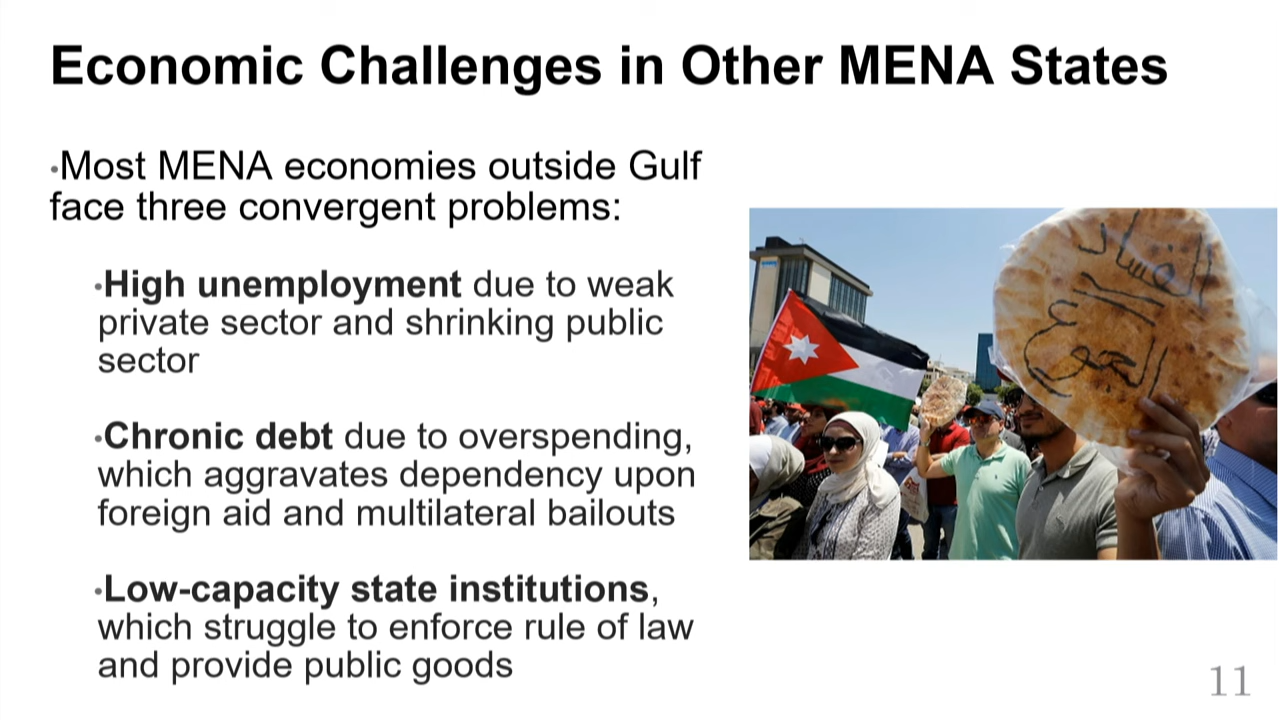 Economic Challenges in Other MENA States
•Most MENA economies outside Gulf
face three convergent problems:
•High unemployment due to weak
private sector and shrinking public
sector
•Chronic debt due to overspending,
which aggravates dependency upon
foreign aid and multilateral bailouts
•Low-capacity state institutions,
which struggle to enforce rule of law
and provide public goods
الفساد
الجوع
11